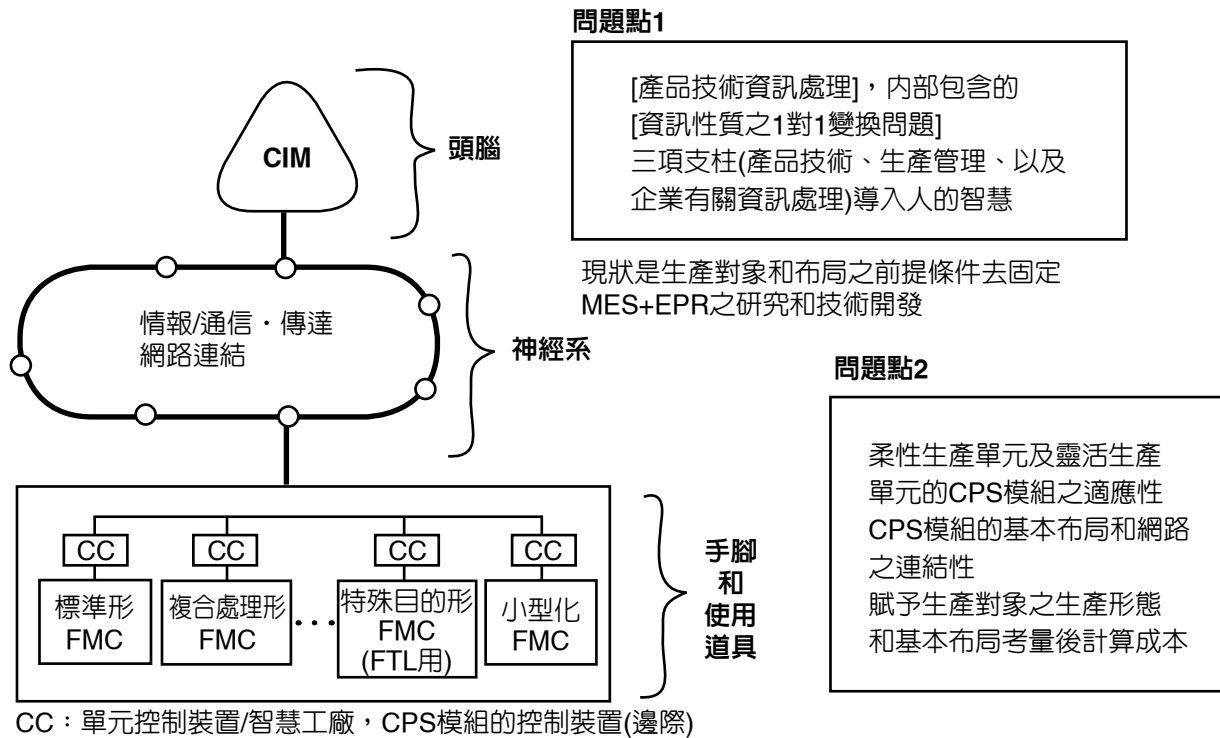 問題點1
[產品技術資訊處理],内部包含的
[資訊性質之1對1變換問題]
三項支柱(產品技術、生產管理、以及
企業有關資訊處理)導入人的智慧
CIM
頭腦
現狀是生產對象和布局之前提條件去固定
MES+EPR之研究和技術開發
情報/通信・傳達
網路連結
神經系
問題點2
柔性生產單元及靈活生產
單元的CPS模組之適應性
CPS模組的基本布局和網路
之連結性
賦予生產對象之生產形態
和基本布局考量後計算成本
CC
CC
CC
CC
標準形
FMC
複合處理形
FMC
...
特殊目的形
FMC
(FTL用)
小型化
FMC
手腳
和
使用
道具
CC:單元控制裝置/智慧工廠,CPS模組的控制裝置(邊際)